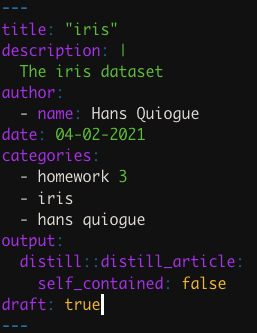 ---
title: "iris"
description: |
  The iris dataset
author:
  - name: Hans Quiogue
date: 04-02-2021
categories:
  - homework 3
  - iris
  - hans quiogue
output:
  distill::distill_article:
    self_contained: false
draft: true
---